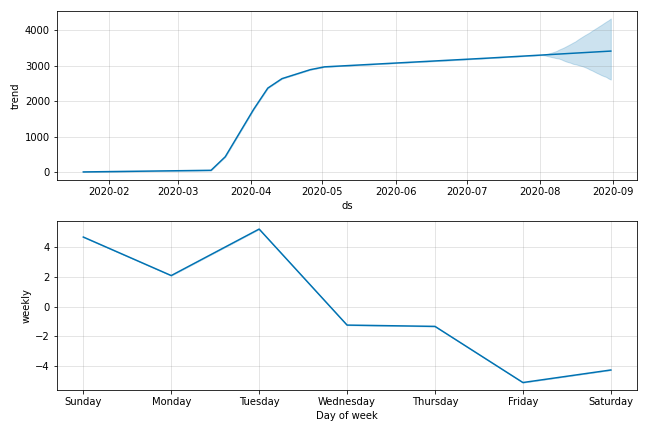 4000
3000
2000
1000
0
trend
2020-02 2020-03 2020-04 2020-05 2020-06 2020-07 2020-08 2020-09
ds
4
2
0
−2
−4
weekly
Sunday Monday Tuesday Wednesday Thursday Friday Saturday
Day of week